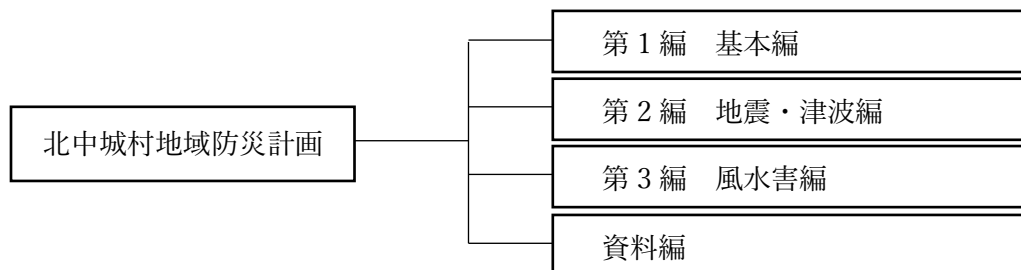 北中城村地域防災計画
第１編　基本編
第２編　地震・津波編
第３編　風水害編
資料編